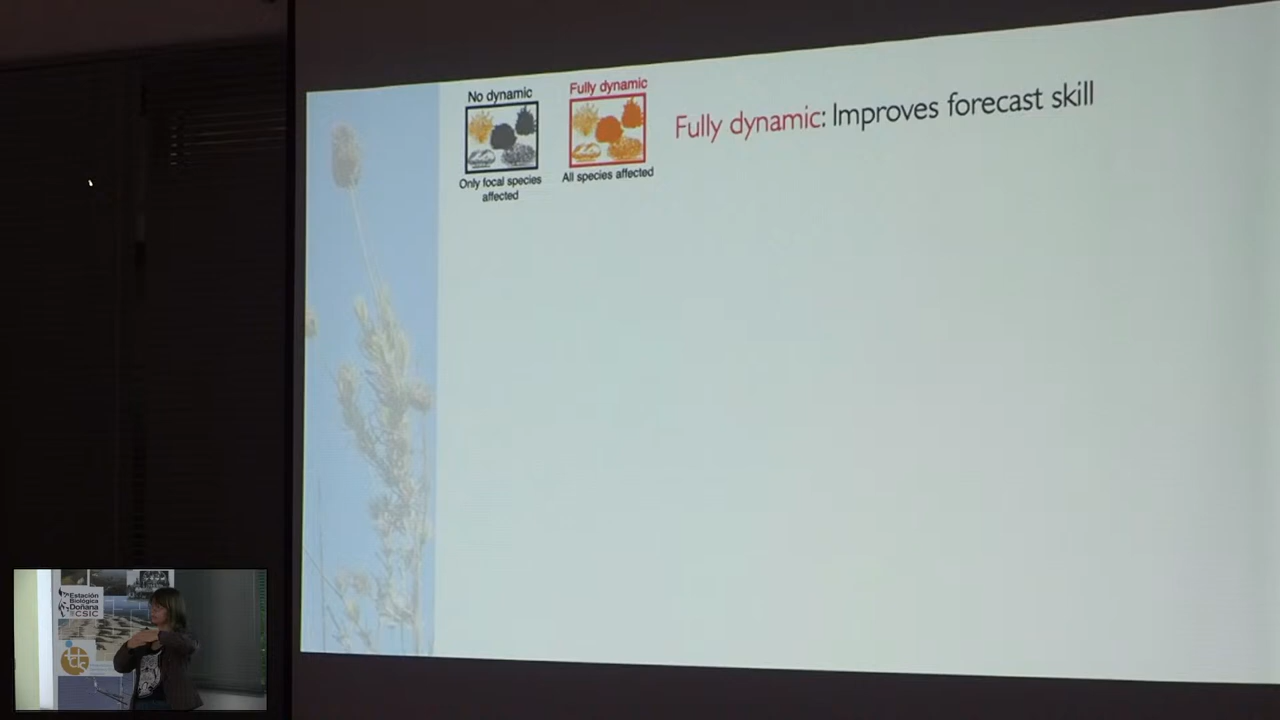 No dynamic
Fully dynamic
Only focal species
affected
All species affected
Fully dynamic: Improves forecast skill
Estación
Biológica
Doñana
CSIC